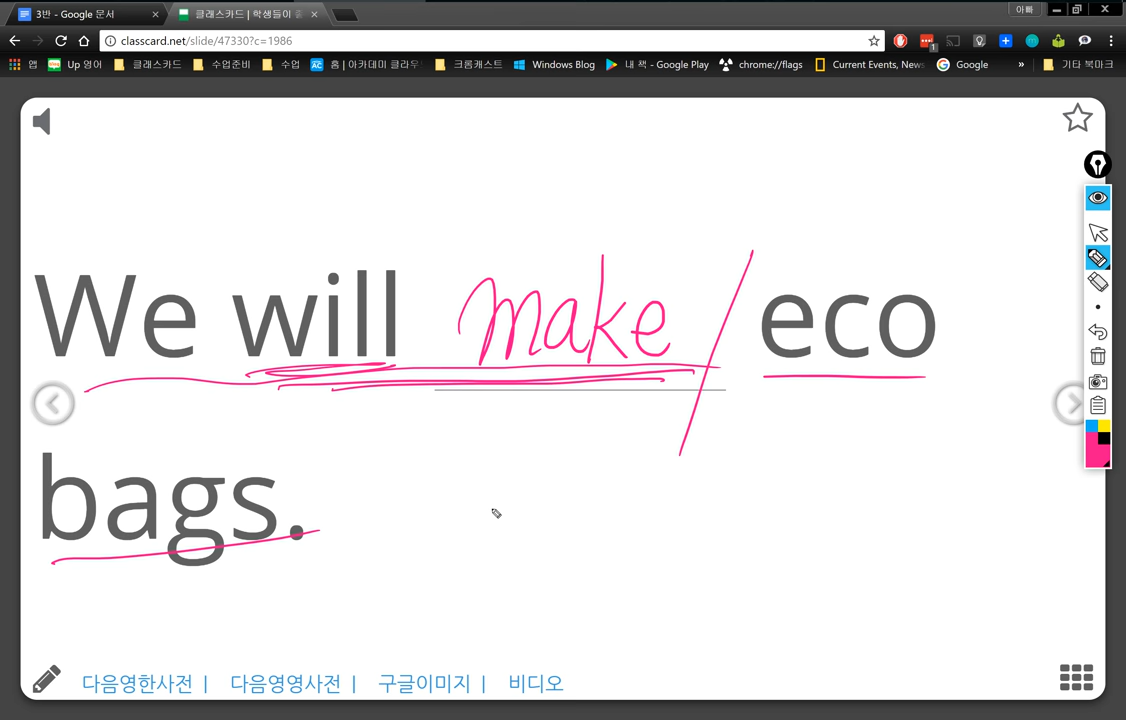 3반 - Google 문서
클래스카드 | 학생들이 좋
아빠
classcard.net/slide/47330?c=1986
1
앱 Up 영어 클래스카드 수업준비 수업 홈 | 아카데미 클라우 크롬캐스트 Windows Blog 내 책 - Google Play chrome://flags Current Events, News Google » 기타 북마크
We will make / eco
bags.
다음영한사전 | 다음영영사전 | 구글이미지 | 비디오